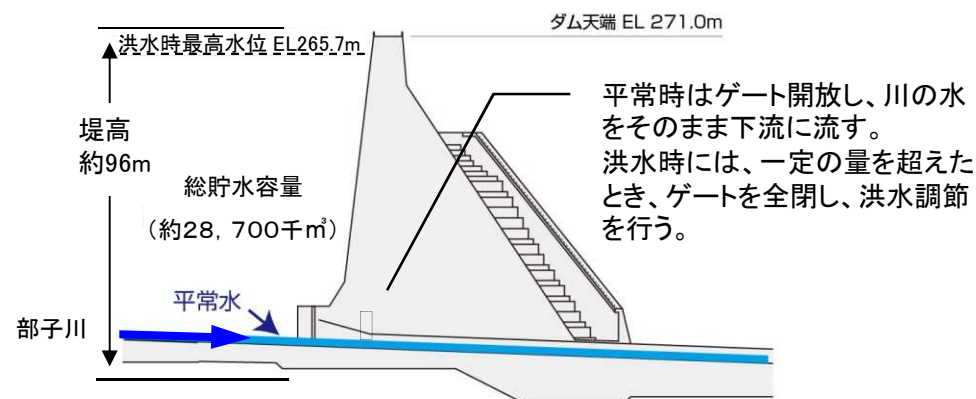 ダム天端 EL 271.0m
洪水時最高水位 EL265.7m
堤高
約96m
総貯水容量
（約28，700千㎥）
平常時はゲート開放し、川の水
をそのまま下流に流す。
洪水時には、一定の量を超えた
とき、ゲートを全閉し、洪水調節
を行う。
平常水
部子川